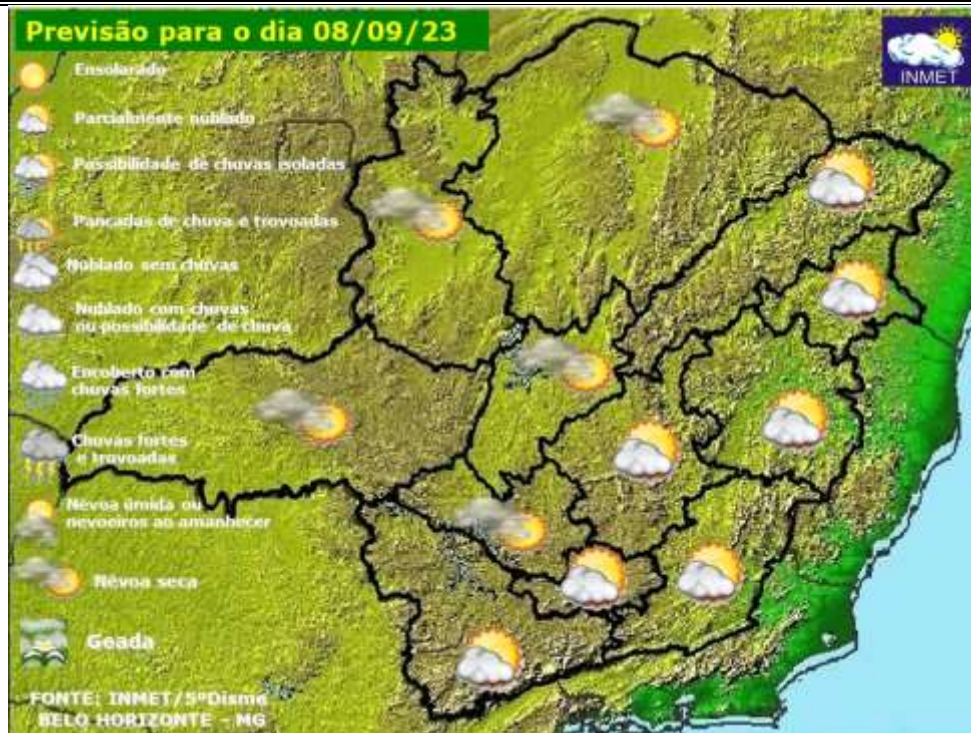 Previsão para o dia 08/09/23
INMET
Ensolarado
Parcialmente nublado
Possibilidade de chuvas isoladas
Pancadas de chuva e trovoadas
Nublado sem chuvas
Nublado com chuvas
ou possibilidade de chuva
Encoberto com
chuvas fortes
Chuvas fortes
e trovoadas
Névoa úmida ou
nevoeiros ao amanhecer
Névoa seca
Geada
FONTE: INMET/5ºDisme
BELO HORIZONTE - MG